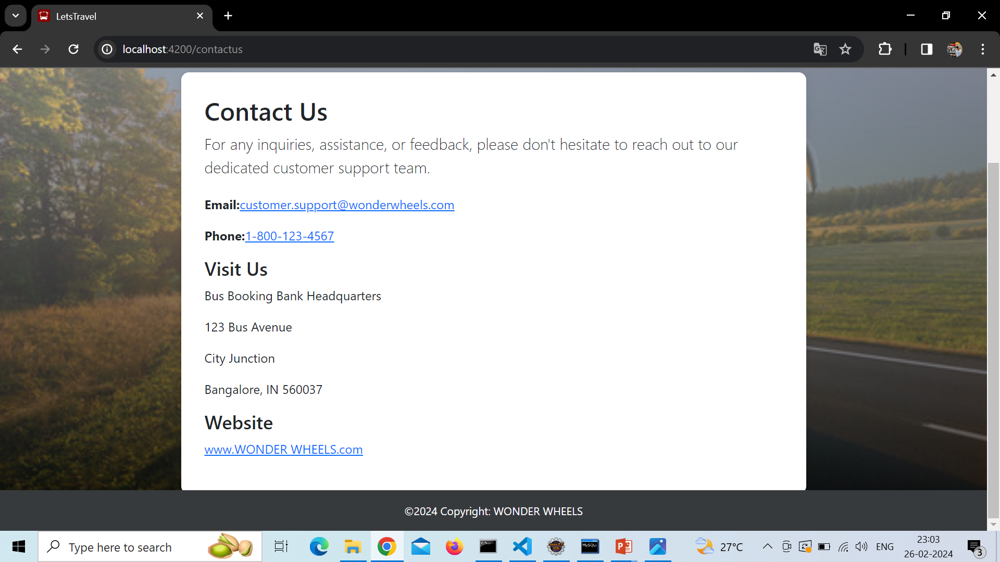 LetsTravel
localhost:4200/contactus
Contact Us
For any inquiries, assistance, or feedback, please don't hesitate to reach out to our
dedicated customer support team.
Email:customer.support@wonderwheels.com
Phone:1-800-123-4567
Visit Us
Bus Booking Bank Headquarters
123 Bus Avenue
City Junction
Bangalore, IN 560037
Website
www.WONDER WHEELS.com
©2024 Copyright: WONDER WHEELS
Type here to search
27°C
ENG
23:03
26-02-2024
3